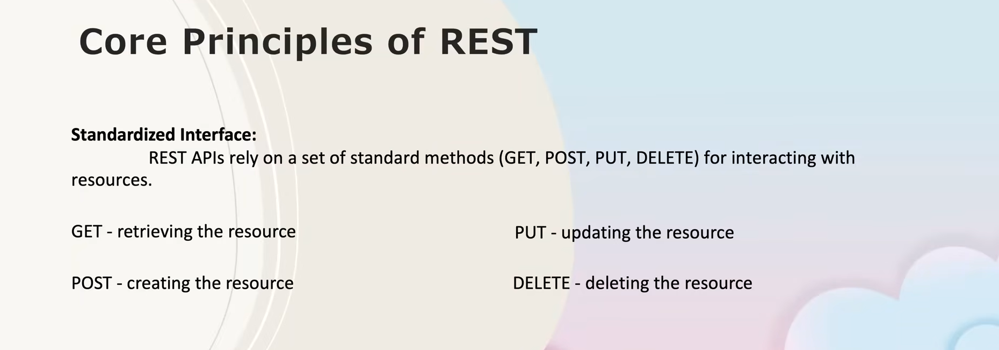 Core Principles of REST
Standardized Interface:
REST APIs rely on a set of standard methods (GET, POST, PUT, DELETE) for interacting with
resources.
GET - retrieving the resource
PUT - updating the resource
POST - creating the resource
DELETE - deleting the resource